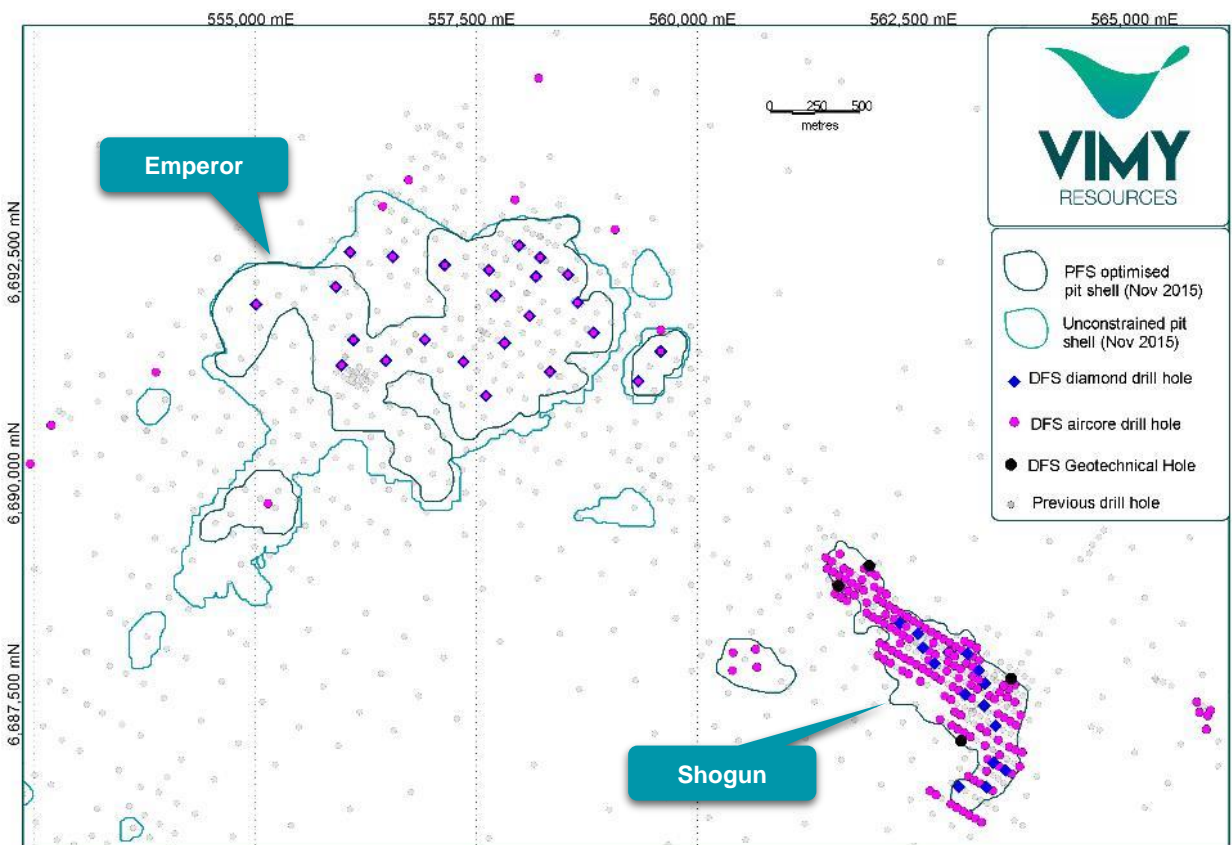 555,000 mE
557,500 mE
560,000 mE
562,500 mE
565,000 mE
6,692,500 mN
6,690,000 mN
6,687,500 mN
0 250 500
metres
Emperor
Shogun
VIMY
RESOURCES
PFS optimised
pit shell (Nov 2015)
Unconstrained pit
shell (Nov 2015)
DFS diamond drill hole
DFS aircore drill hole
DFS Geotechnical Hole
Previous drill hole